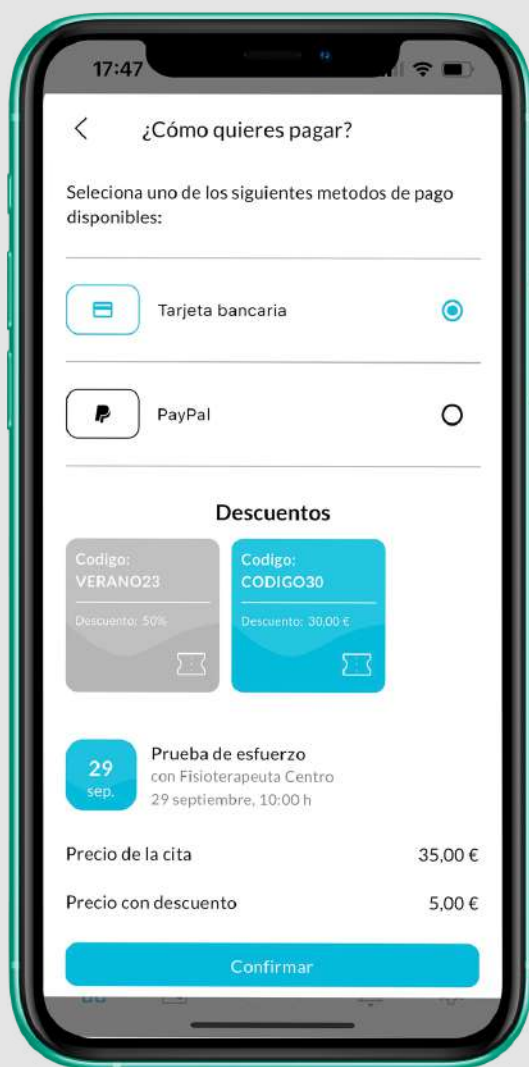 17:47
¿Cómo quieres pagar?
Seleciona uno de los siguientes metodos de pago
disponibles:
Tarjeta bancaria
PayPal
Descuentos
Codigo:
VERANO23
Descuento: 50%
Codigo:
CODIGO30
Descuento: 30,00 €
29
sep.
Prueba de esfuerzo
con Fisioterapeuta Centro
29 septiembre, 10:00 h
Precio de la cita 35,00 €
Precio con descuento 5,00 €
Confirmar